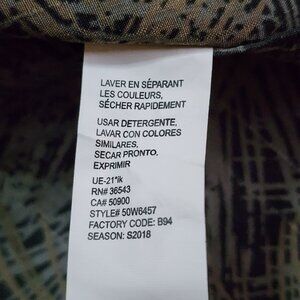 LAVER EN SÉPARANT
LES COULEURS,
SÉCHER RAPIDEMENT
USAR DETERGENTE,
LAVAR CON COLORES
SIMILARES,
SECAR PRONTO,
EXPRIMIR
UE-21*ik
RN# 36543
CA# 50900
STYLE# 50W6457
FACTORY CODE: B94
SEASON: S2018